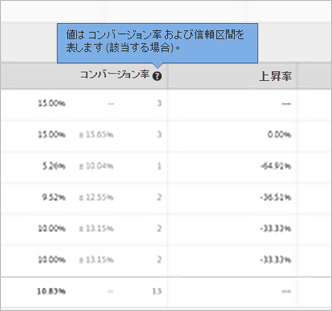 値は コンバージョン率 および信頼区間を
表します (該当する場合)。
コンバージョン率 ? 上昇率
15.00% -- 3 ---
15.00% ± 15.65% 3 0.00%
5.26% ± 10.04% 1 -64.91%
9.52% ± 12.55% 2 -36.51%
10.00% ± 13.15% 2 -33.33%
10.00% ± 13.15% 2 -33.33%
10.83% -- 13 ---